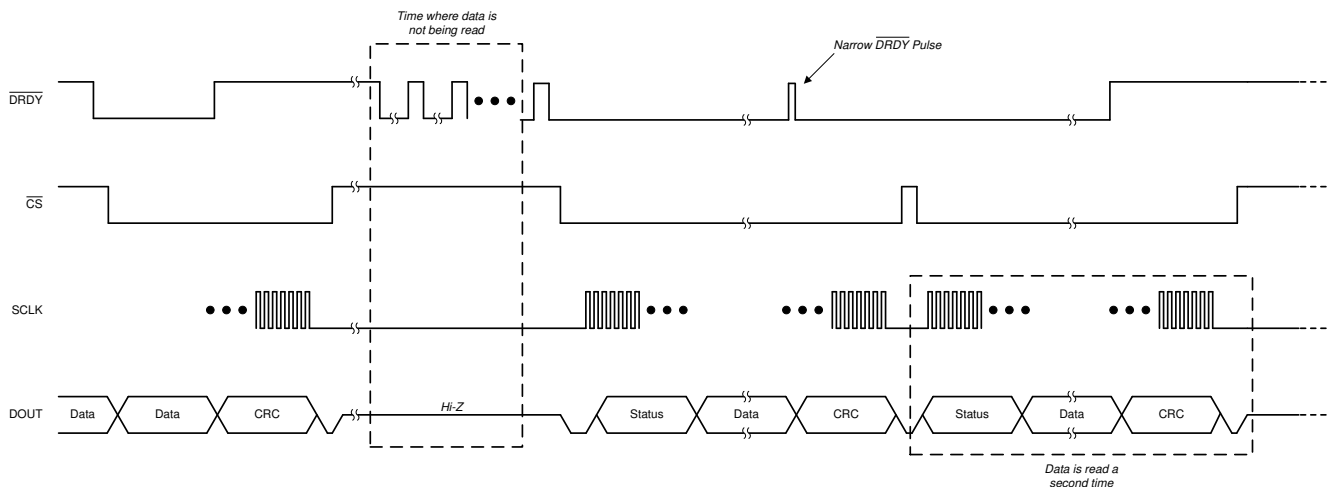 Time where data is
not being read
Narrow DRDY Pulse
DRDY
CS
SCLK
DOUT
Data
Data
CRC
Hi-Z
Status
Data
CRC
Status
Data
CRC
Data is read a
second time